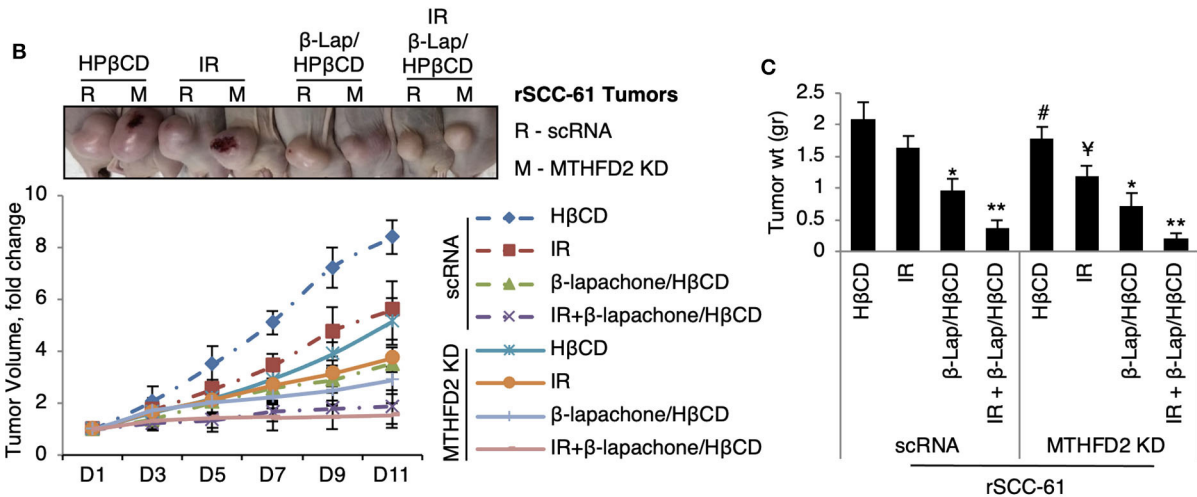 B
HPβCD IR β-Lap/ HPβCD IR β-Lap/ HPβCD
R M R M R M R M
rSCC-61 Tumors
R - scRNA
M - MTHFD2 KD
Tumor Volume, fold change
10
8
6
4
2
0
D1 D3 D5 D7 D9 D11
scRNA
HβCD
IR
β-lapachone/HβCD
IR+β-lapachone/HβCD
MTHFD2 KD
HβCD
IR
β-lapachone/HβCD
IR+β-lapachone/HβCD
C
Tumor wt (gr)
2.5
2
1.5
1
0.5
0
* ** # ¥ * **
HβCD
IR
β-Lap/HβCD
IR + β-Lap/HβCD
HβCD
IR
β-Lap/HβCD
IR + β-Lap/HβCD
scRNA MTHFD2 KD
rSCC-61